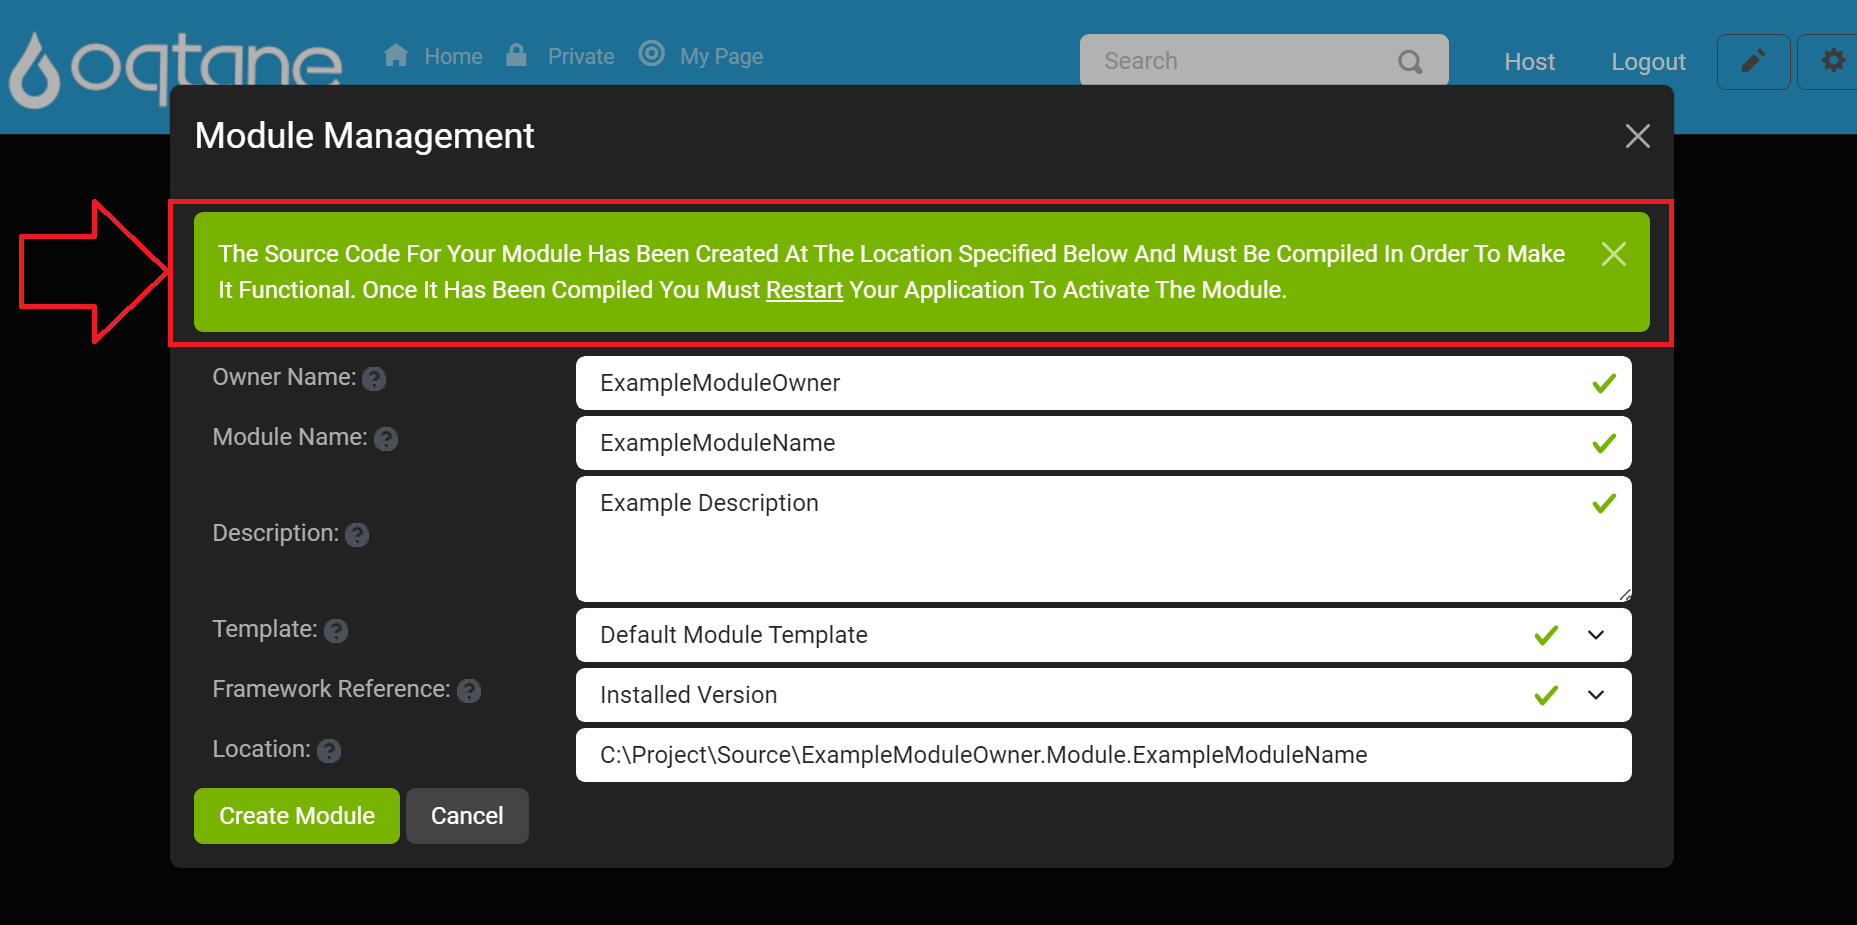 oqtane
Home Private My Page
Search
Host Logout
Module Management
The Source Code For Your Module Has Been Created At The Location Specified Below And Must Be Compiled In Order To Make
It Functional. Once It Has Been Compiled You Must Restart Your Application To Activate The Module.
Owner Name: ?
ExampleModuleOwner
Module Name: ?
ExampleModuleName
Description: ?
Example Description
Template: ?
Default Module Template
Framework Reference: ?
Installed Version
Location: ?
C:\Project\Source\ExampleModuleOwner.Module.ExampleModuleName
Create Module Cancel